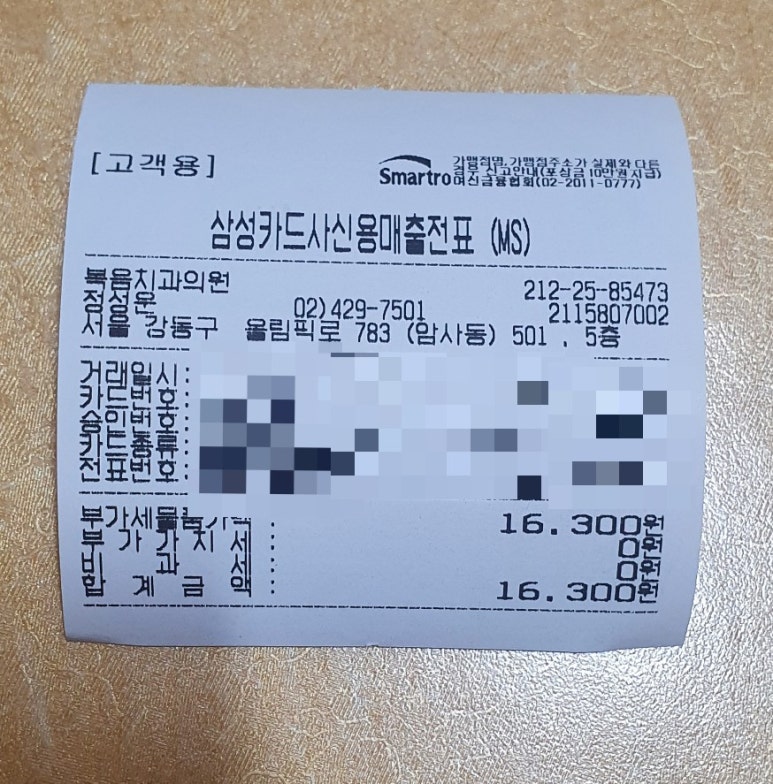 [고객용]
Smartro
가맹점명, 가맹점주소가 실제와 다른
경우 신고안내(포상금 10만원 지급)
여신금융협회(02-2011-0777)
삼성카드사신용매출전표 (MS)
복음치과의원 212-25-85473
정성운 02)429-7501 2115807002
서울 강동구 올림픽로 783 (암사동) 501 , 5층
거래일시:
카드번호:
승인번호:
카드종류:
전표번호:
부가세물품가액 : 16.300원
부 가 가 치 세 : 0원
비 과 세 : 0원
합 계 금 액 : 16.300원